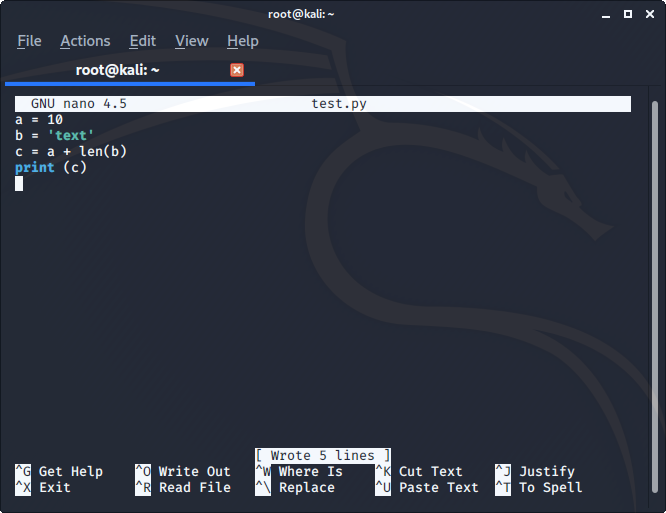 root@kali: ~
File Actions Edit View Help
root@kali: ~
GNU nano 4.5 test.py
a = 10
b = 'text'
c = a + len(b)
print (c)
[ Wrote 5 lines ]
^G Get Help ^O Write Out ^W Where Is ^K Cut Text ^J Justify
^X Exit ^R Read File ^\ Replace ^U Paste Text ^T To Spell